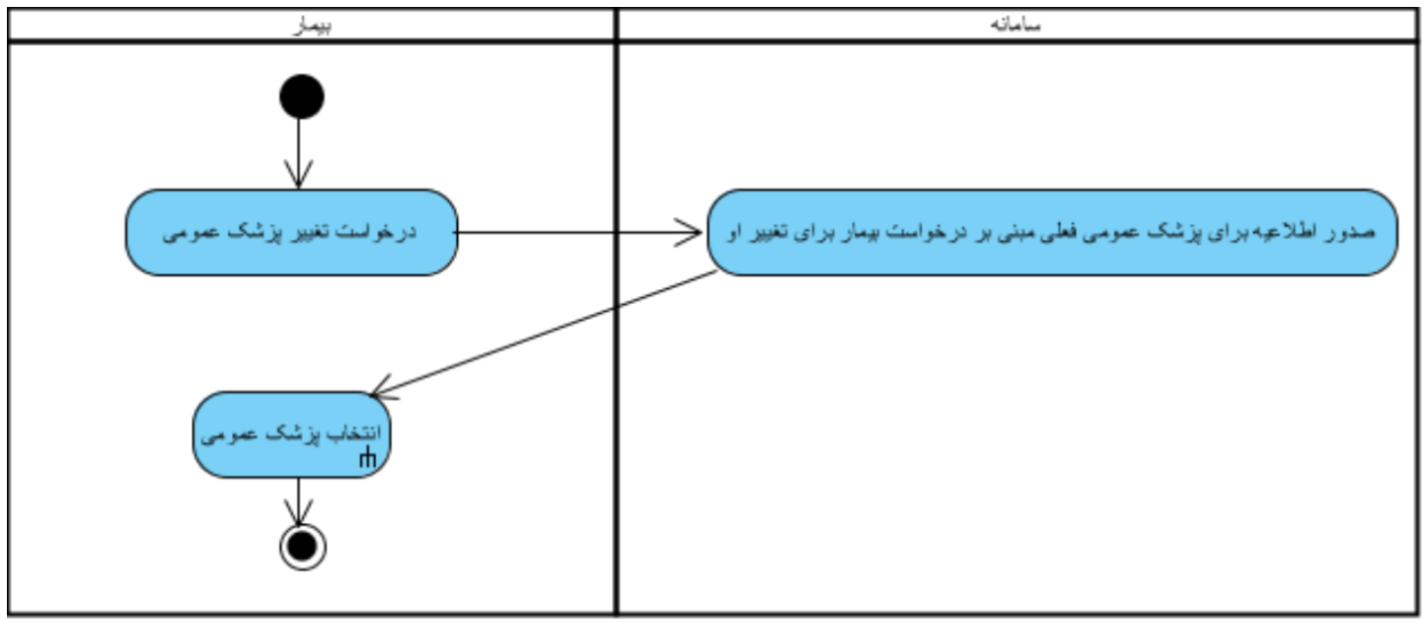 بیمار
سامانه
درخواست تغییر پزشک عمومی
صدور اطلاعیه برای پزشک عمومی فعلی مبنی بر درخواست بیمار برای تغییر او
انتخاب پزشک عمومی